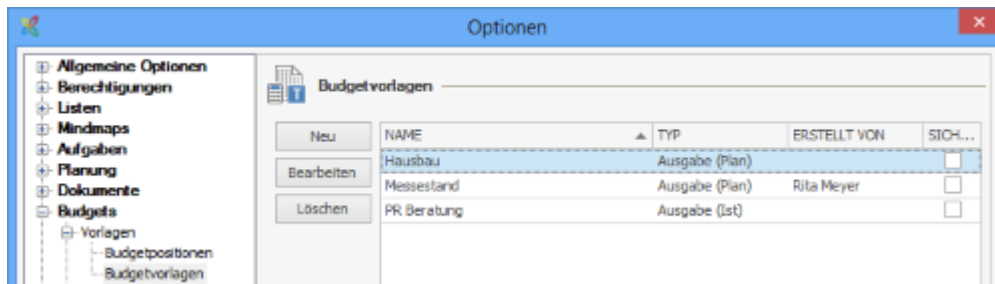 Optionen
Allgemeine Optionen
Berechtigungen
Listen
Mindmaps
Aufgaben
Planung
Dokumente
Budgets
Vorlagen
Budgetpositionen
Budgetvorlagen
Budgetvorlagen
Neu
Bearbeiten
Löschen
NAME TYP ERSTELLT VON SICH...
Hausbau Ausgabe (Plan)
Messestand Ausgabe (Plan) Rita Meyer
PR Beratung Ausgabe (Ist)